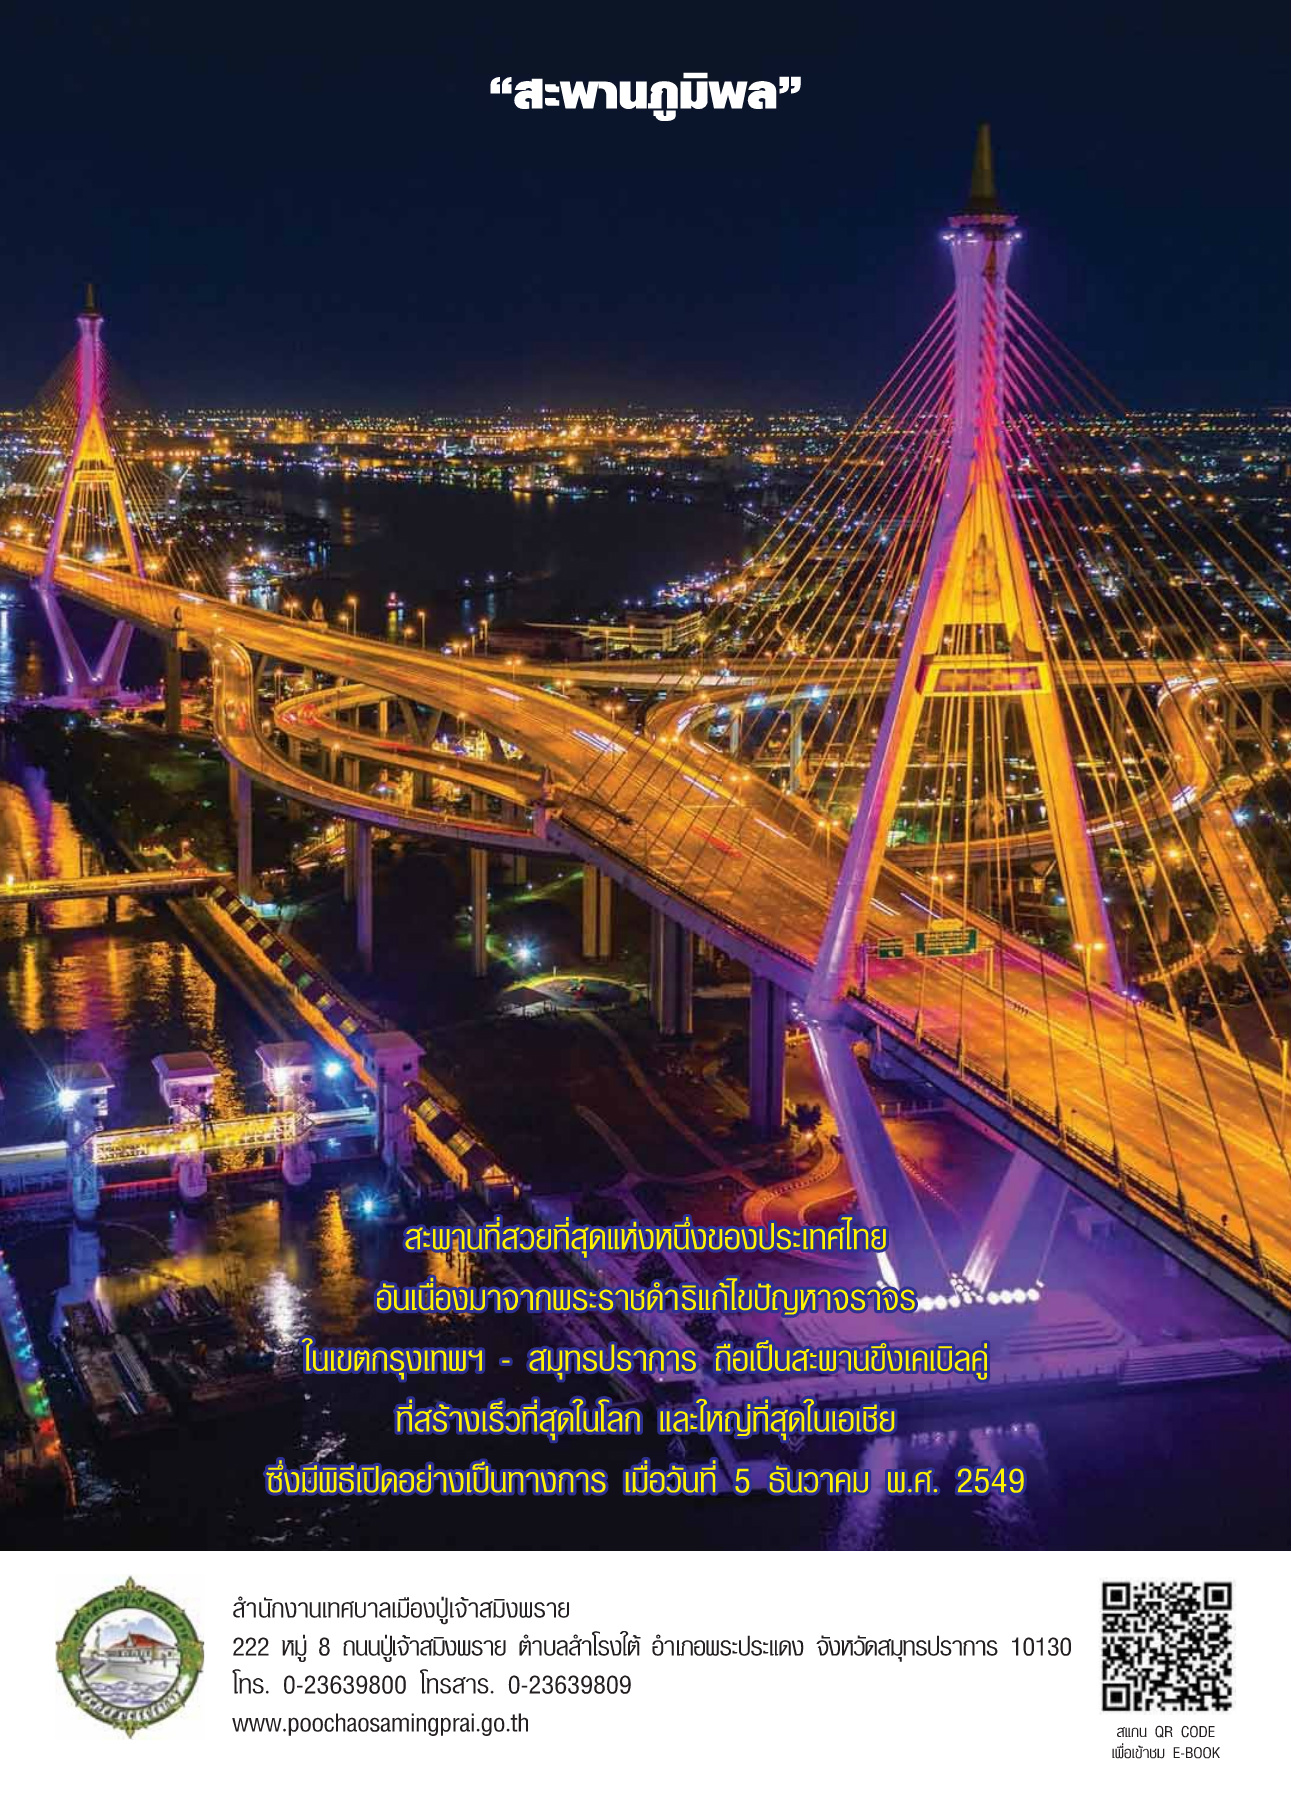 “สะพานภูมิพล”
สะพานที่สวยที่สุดแห่งหนึ่งของประเทศไทย
อันเนื่องมาจากพระราชดำริแก้ไขปัญหาจราจร
ในเขตกรุงเทพฯ - สมุทรปราการ ถือเป็นสะพานขึงเคเบิลคู่
ที่สร้างเร็วที่สุดในโลก และใหญ่ที่สุดในเอเชีย
ซึ่งมีพิธีเปิดอย่างเป็นทางการ เมื่อวันที่ 5 ธันวาคม พ.ศ. 2549
สำนักงานเทศบาลเมืองปู่เจ้าสมิงพราย
222 หมู่ 8 ถนนปู่เจ้าสมิงพราย ตำบลสำโรงใต้ อำเภอพระประแดง จังหวัดสมุทรปราการ 10130
โทร. 0-23639800 โทรสาร. 0-23639809
www.poochaosamingprai.go.th
สแกน QR CODE
เพื่อเข้าชม E-BOOK